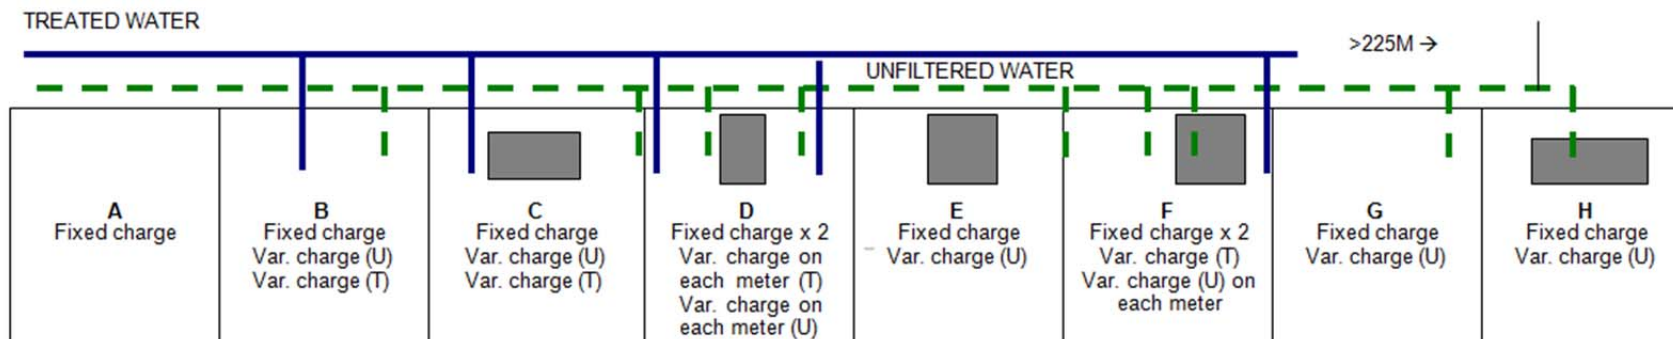 TREATED WATER
>225M →
UNFILTERED WATER
A
Fixed charge
B
Fixed charge
Var. charge (U)
Var. charge (T)
C
Fixed charge
Var. charge (U)
Var. charge (T)
D
Fixed charge x 2
Var. charge on
each meter (T)
Var. charge on
each meter (U)
E
Fixed charge
Var. charge (U)
F
Fixed charge x 2
Var. charge (T)
Var. charge (U) on
each meter
G
Fixed charge
Var. charge (U)
H
Fixed charge
Var. charge (U)